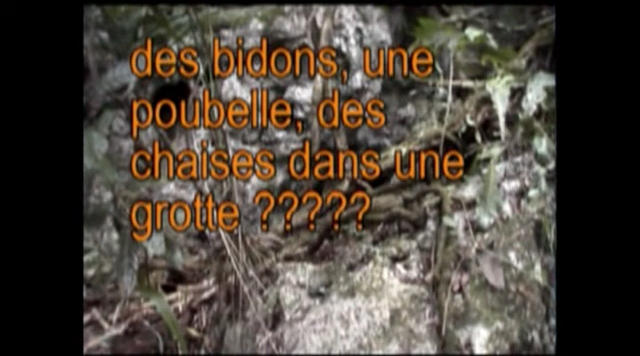 des bidons, une
poubelle, des
chaises dans une
grotte ?????